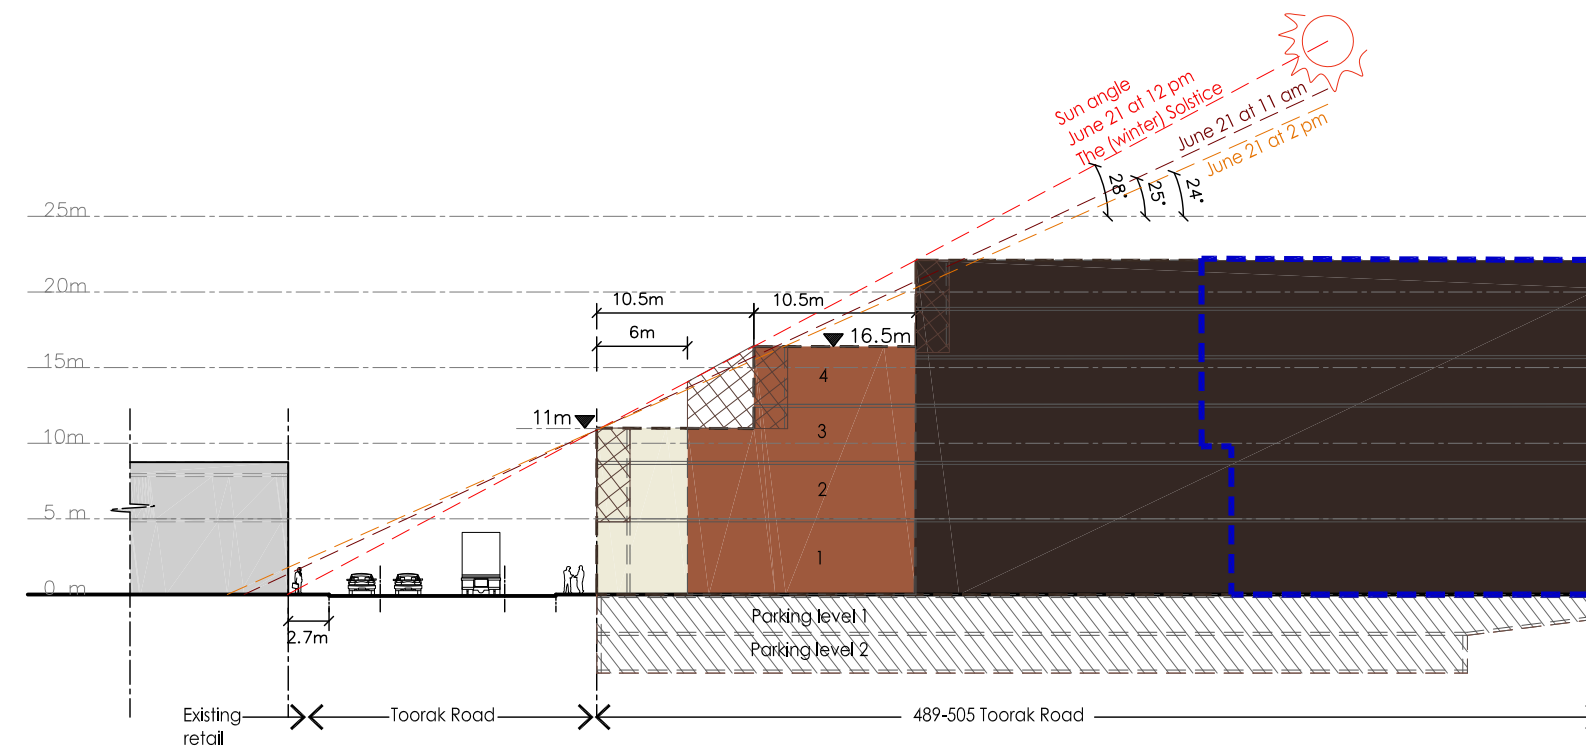 Sun angle
June 21 at 12 pm
The (winter) Solstice
June 21 at 11 am
June 21 at 2 pm
28°
25°
24°
25m
20m
10.5m
10.5m
6m
16.5m
15m
4
11m
3
10m
2
5 m
1
0 m
Parking level 1
2.7m
Parking level 2
Existing
retail
Toorak Road
489-505 Toorak Road